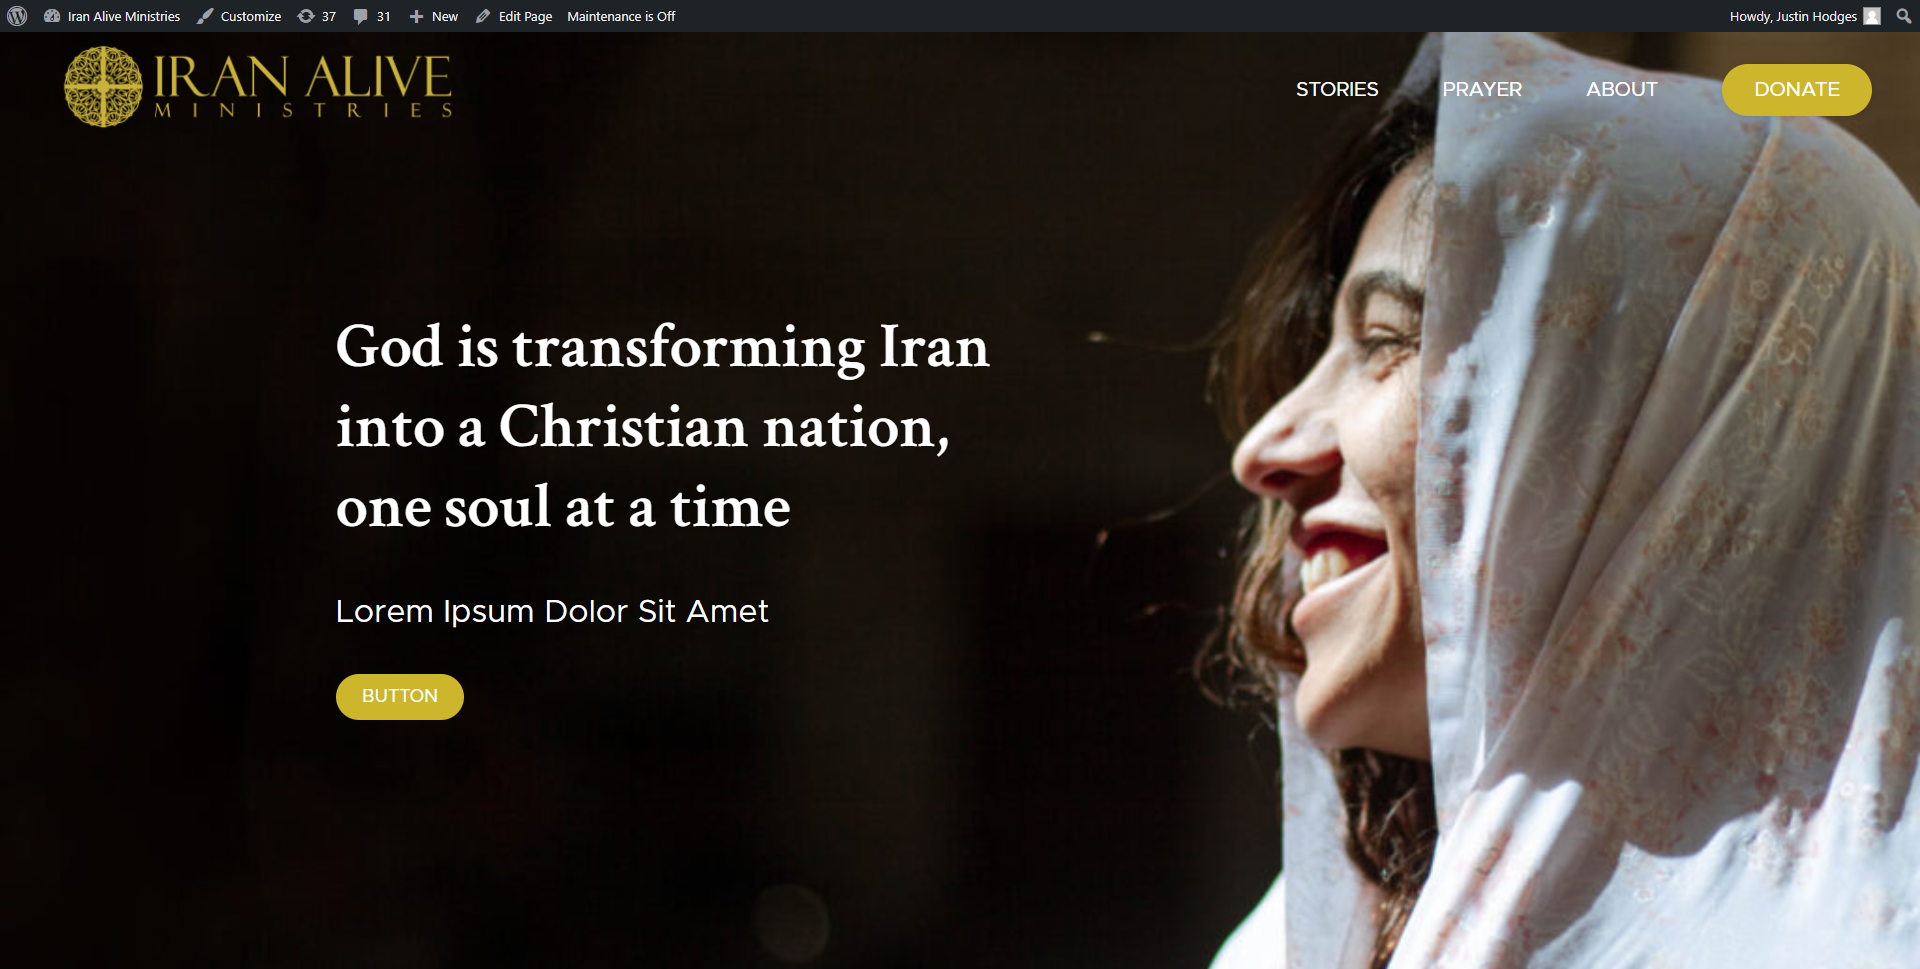 Iran Alive Ministries Customize 37 31 New Edit Page Maintenance is Off Howdy, Justin Hodges
IRAN ALIVE
MINISTRIES
STORIES PRAYER ABOUT DONATE
God is transforming Iran
into a Christian nation,
one soul at a time
Lorem Ipsum Dolor Sit Amet
BUTTON